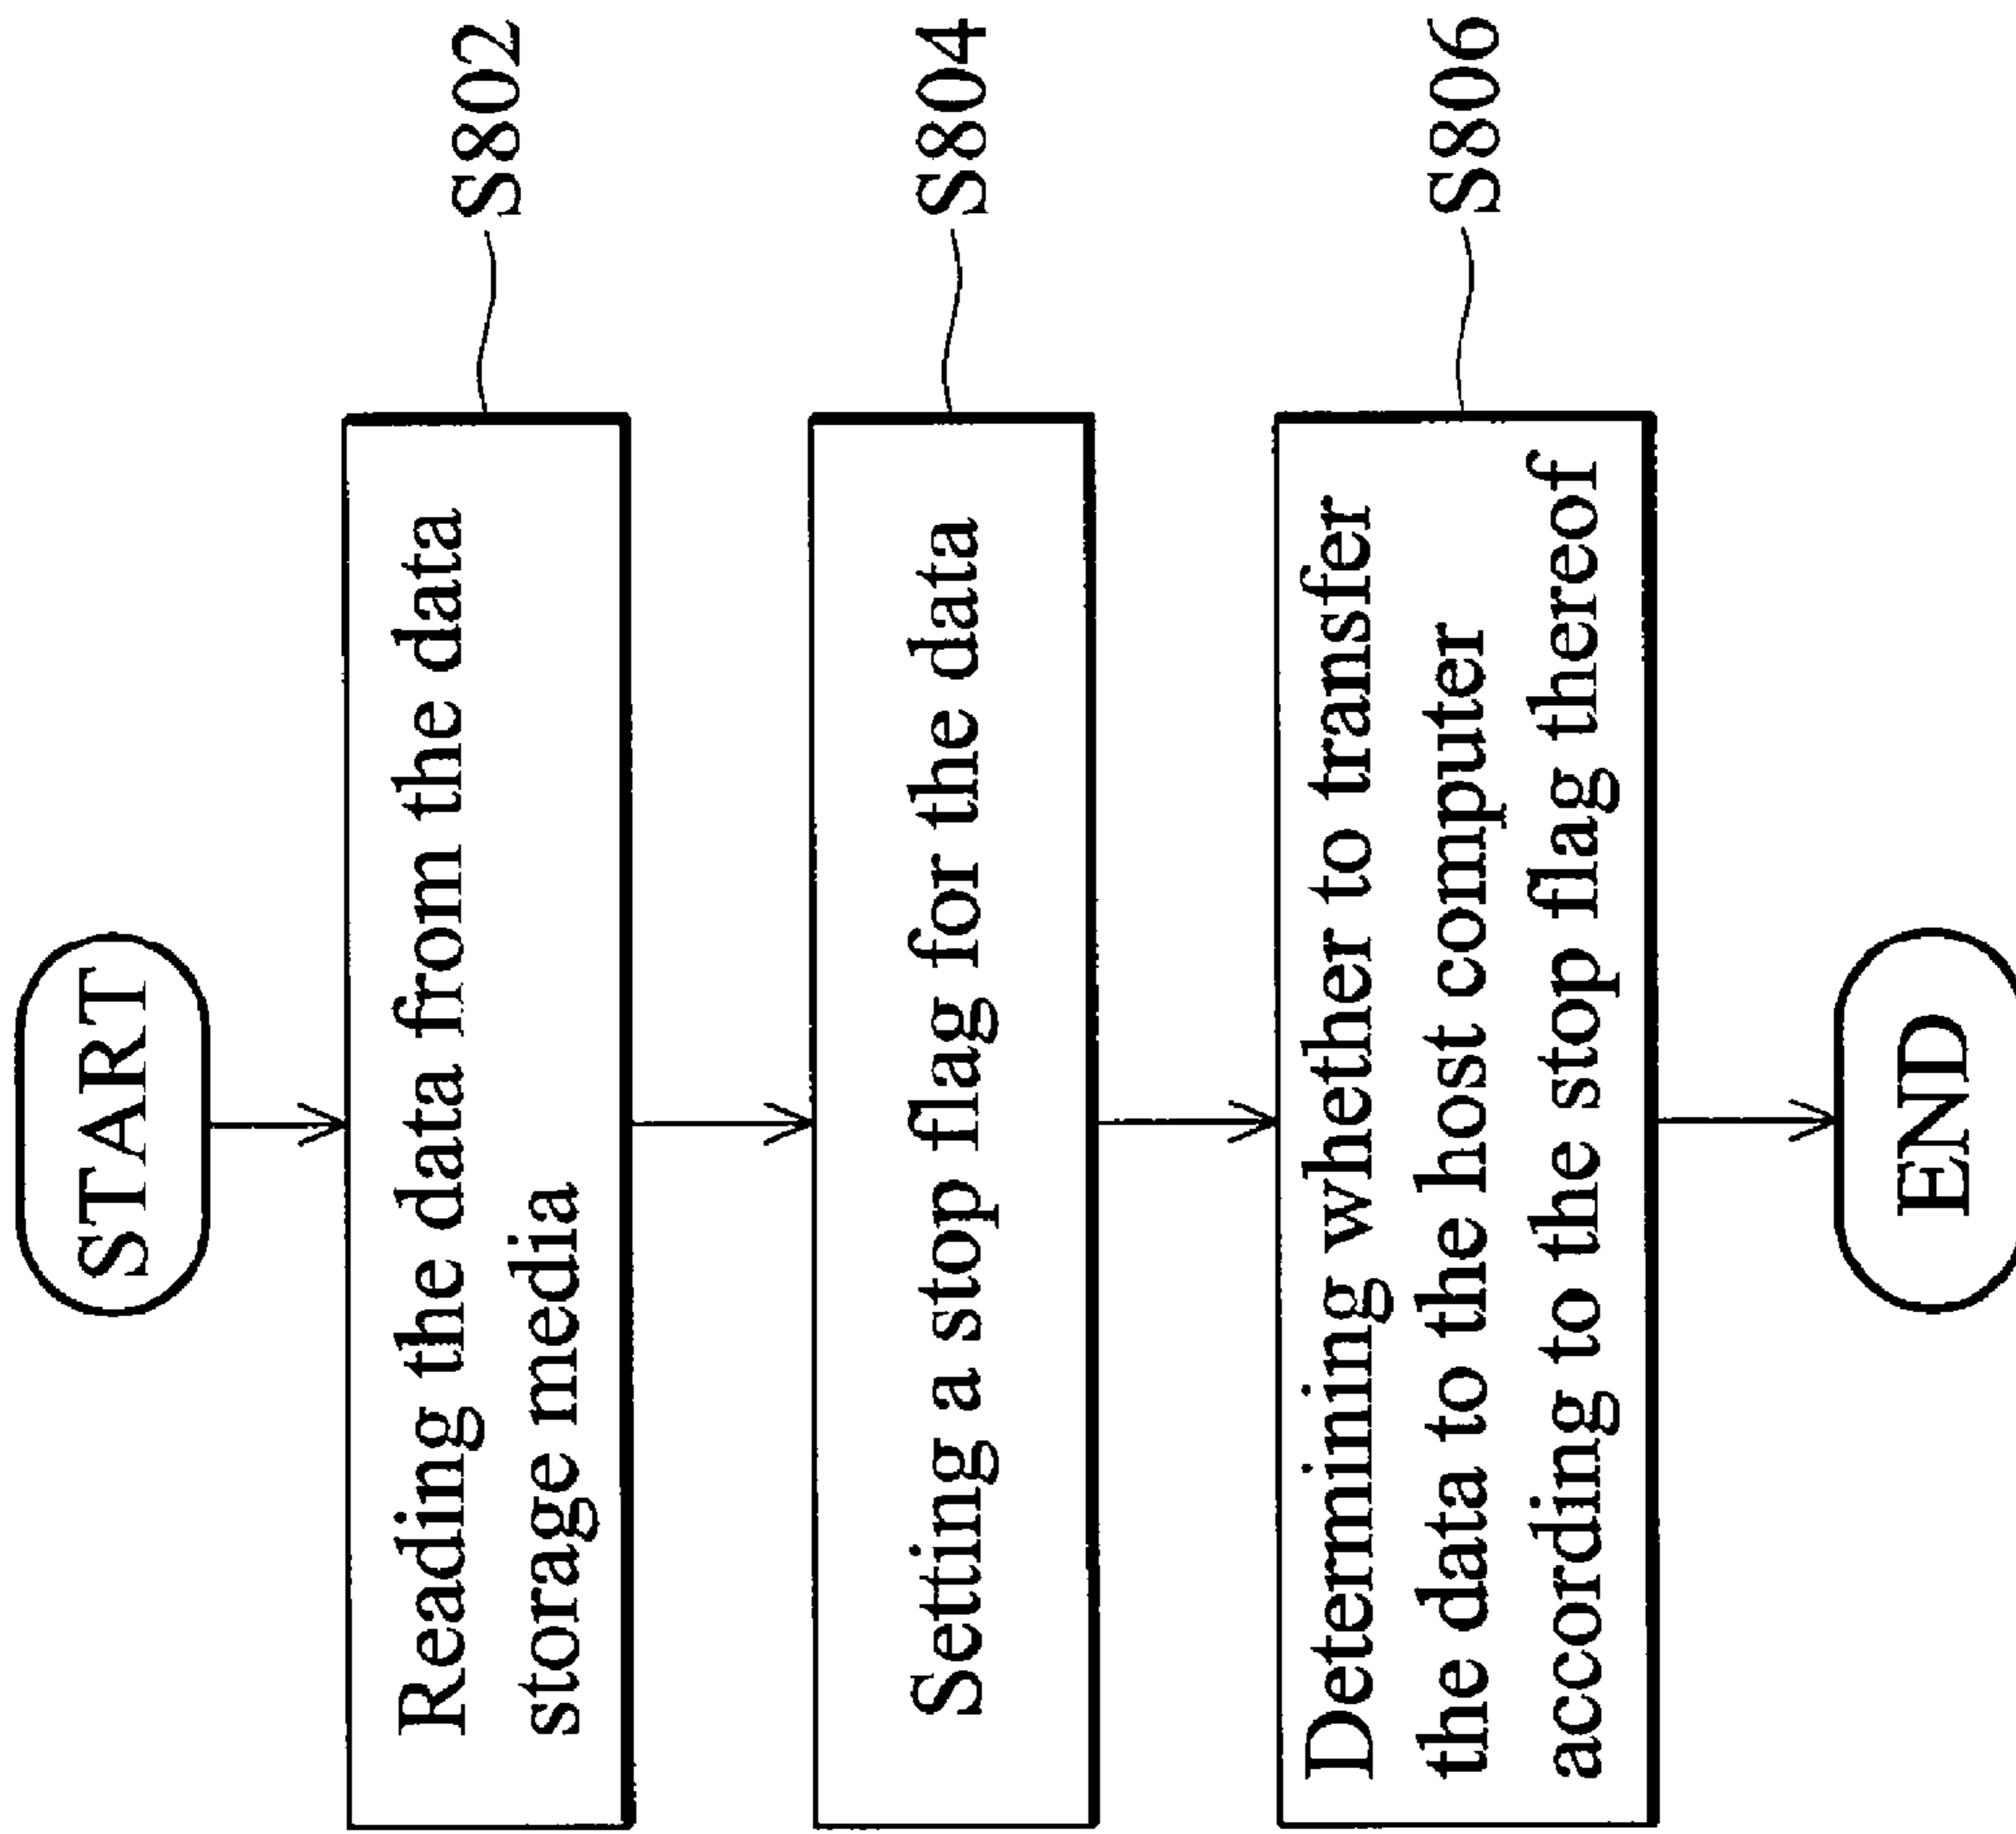 START
Reading the data from the data
storage media
S802
Setting a stop flag for the data
S804
Determining whether to transfer
the data to the host computer
according to the stop flag thereof
S806
END